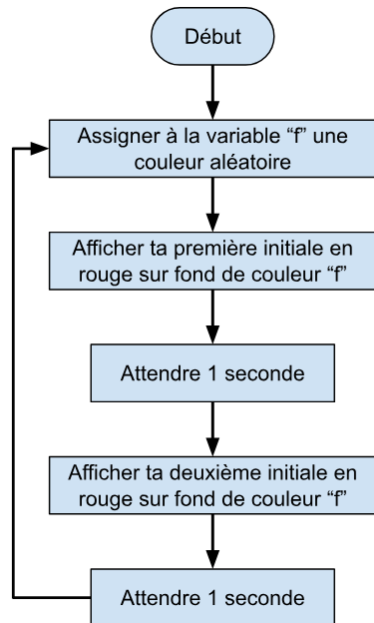 Début
Assigner à la variable “f” une
couleur aléatoire
Afficher ta première initiale en
rouge sur fond de couleur “f”
Attendre 1 seconde
Afficher ta deuxième initiale en
rouge sur fond de couleur “f”
Attendre 1 seconde